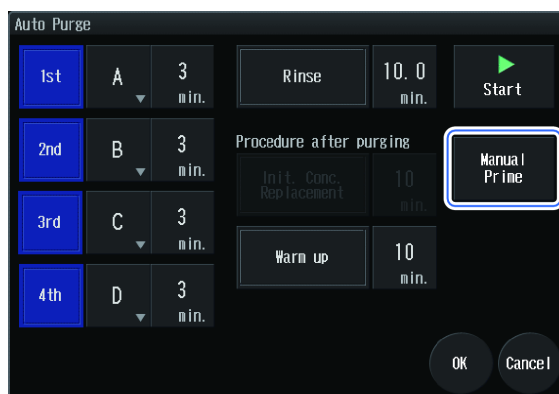 Auto Purge
1st A 3 min.
2nd B 3 min.
3rd C 3 min.
4th D 3 min.
Rinse 10.0 min.
Procedure after purging
Init. Conc.
Replacement 10 min.
Warm up 10 min.
Start
Manual
Prime
OK Cancel